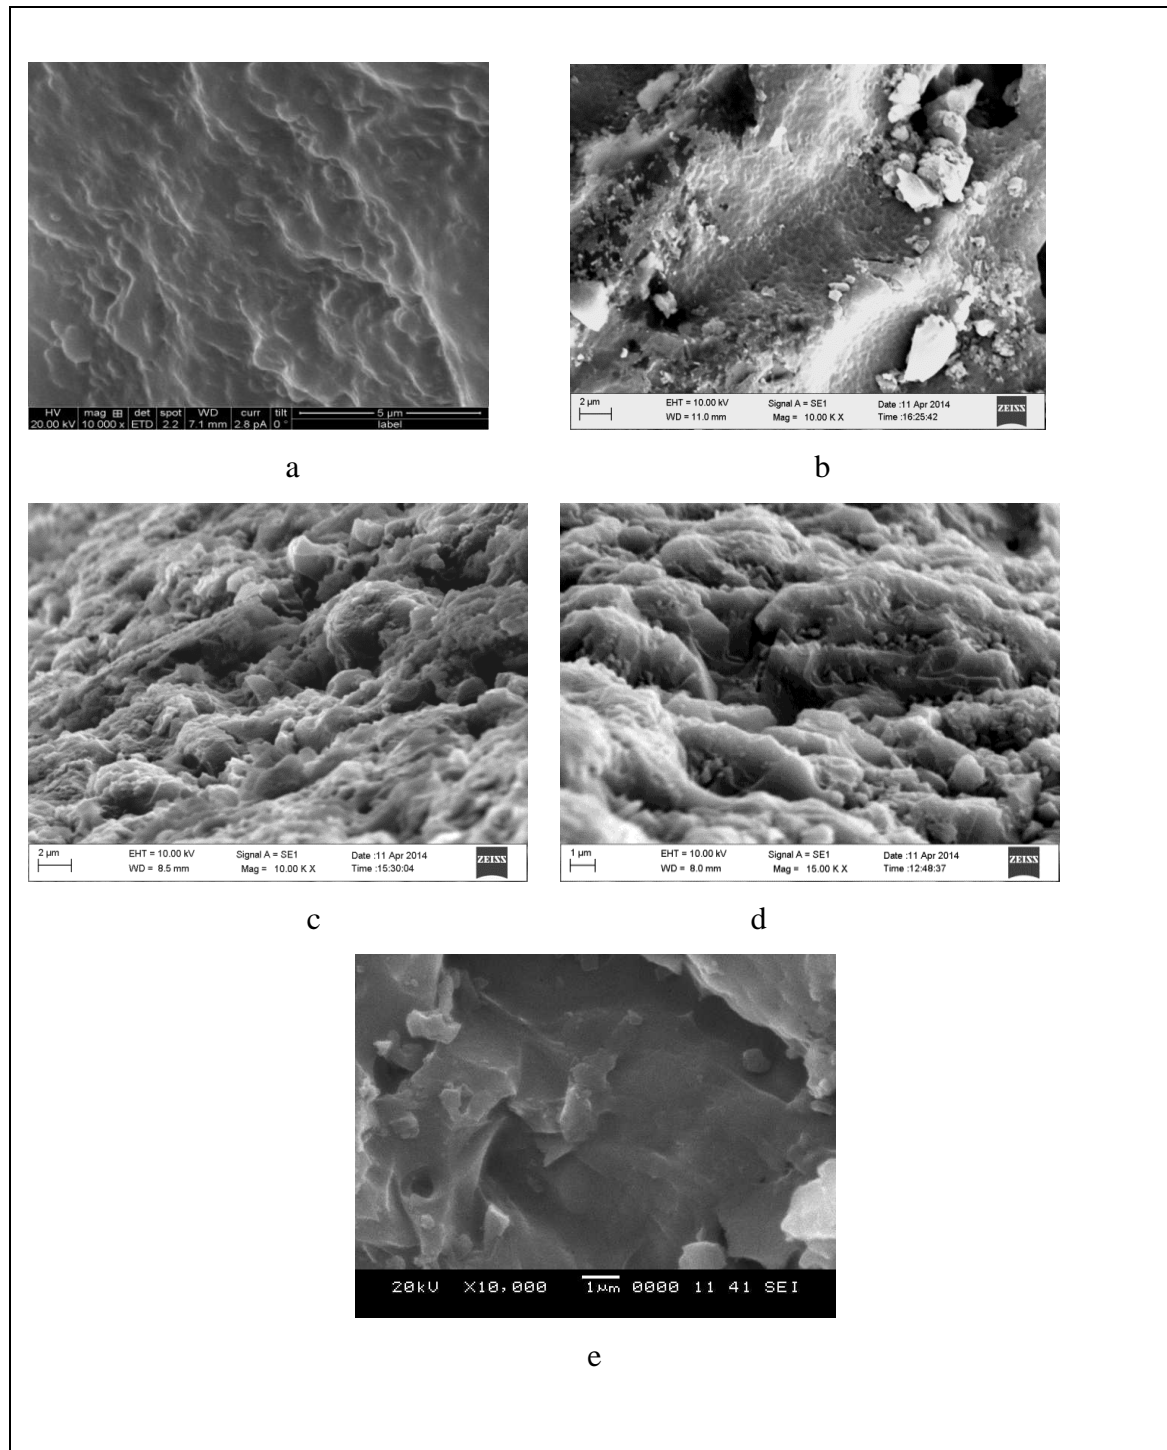 HV mag ⊞ det spot WD curr tilt 5 µm
20.00 kV 10 000 x ETD 2.2 7.1 mm 2.8 pA 0 ° label
2 µm EHT = 10.00 kV Signal A = SE1 Date :11 Apr 2014
WD = 11.0 mm Mag = 10.00 K X Time :16:25:42 ZEISS
a
b
2 µm EHT = 10.00 kV Signal A = SE1 Date :11 Apr 2014
WD = 8.5 mm Mag = 10.00 K X Time :15:30:04 ZEISS
1 µm EHT = 10.00 kV Signal A = SE1 Date :11 Apr 2014
WD = 8.0 mm Mag = 15.00 K X Time :12:48:37 ZEISS
c
d
20kV X10,000 1µm 0000 11 41 SEI
e